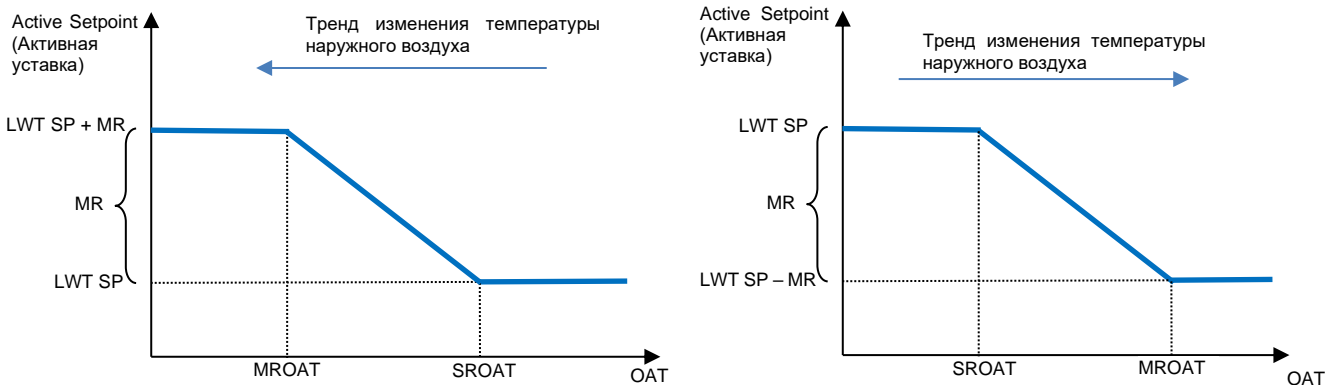 Active Setpoint
(Активная
уставка)
Тренд изменения температуры
наружного воздуха
LWT SP + MR
MR
LWT SP
MROAT
SROAT
OAT
Active Setpoint
(Активная
уставка)
Тренд изменения температуры
наружного воздуха
LWT SP
MR
LWT SP – MR
SROAT
MROAT
OAT